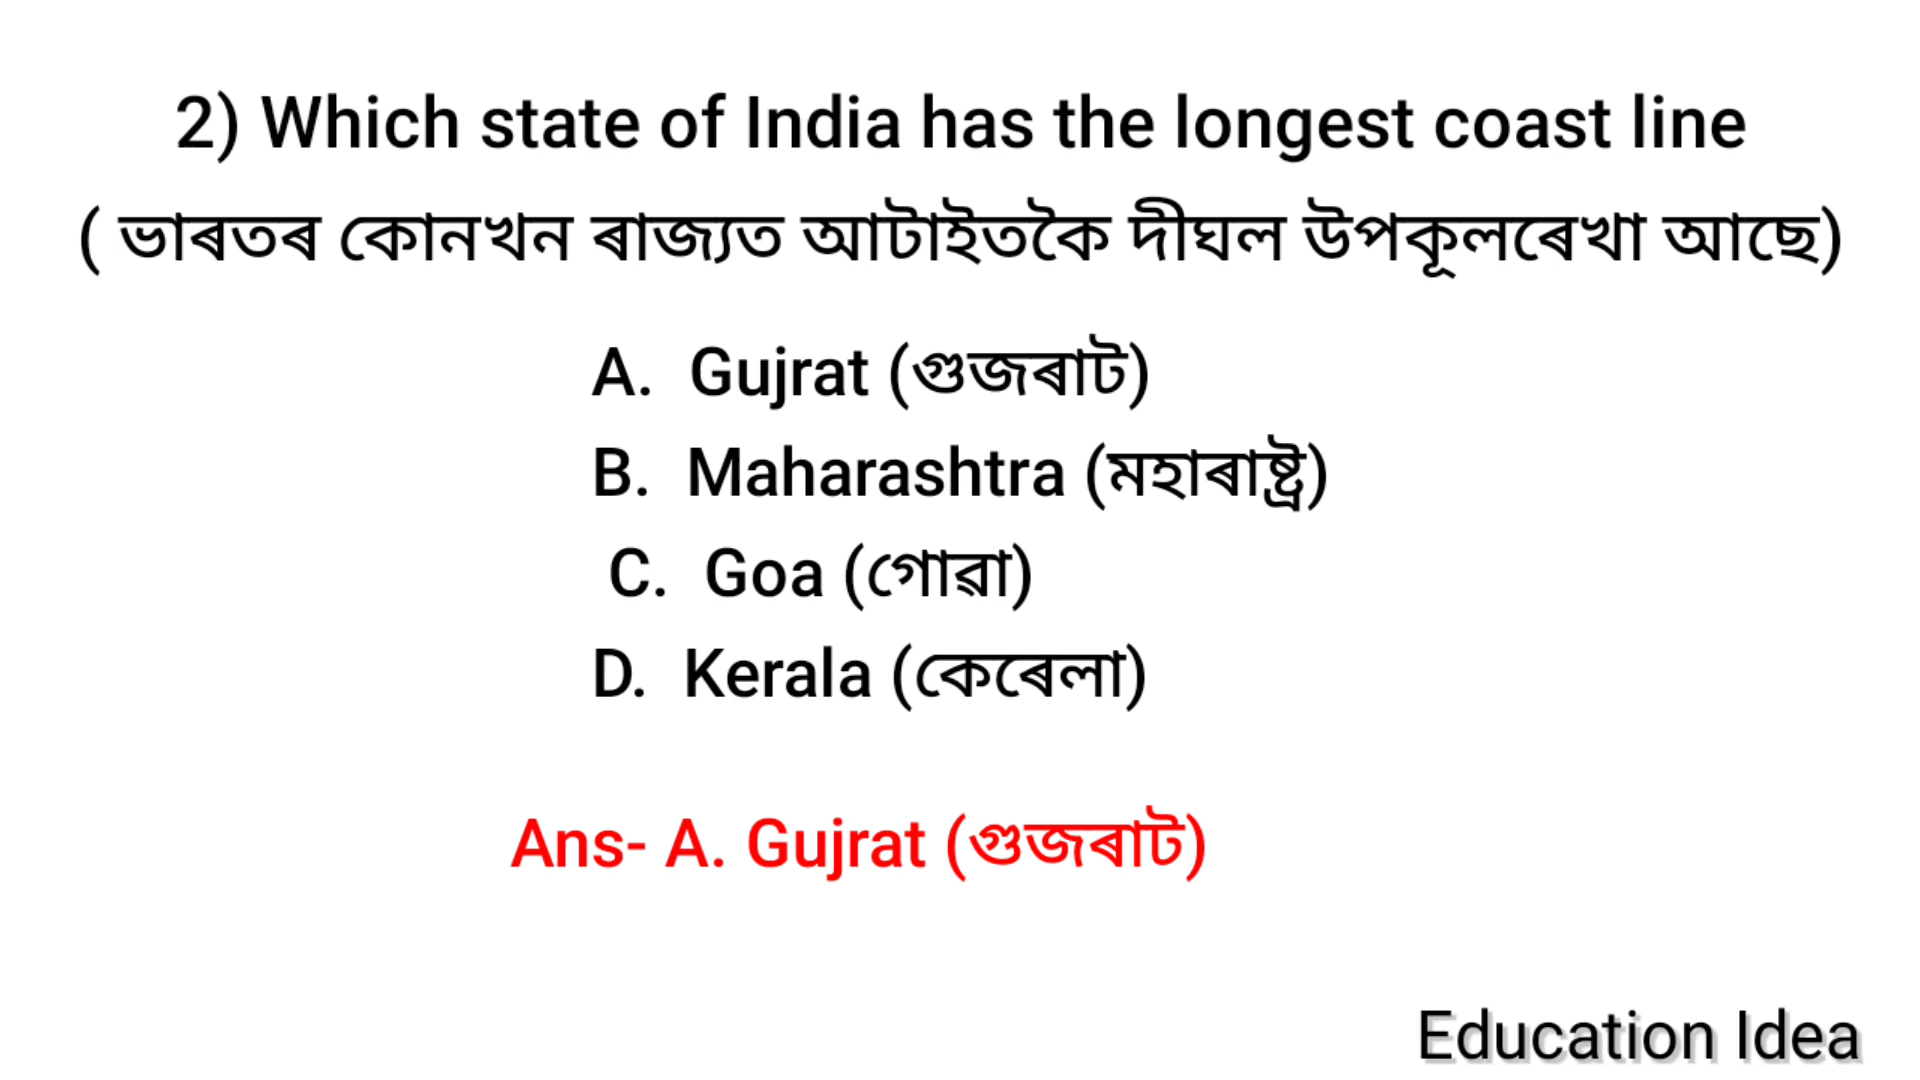 2) Which state of India has the longest coast line
( ভাৰতৰ কোনখন ৰাজ্যত আটাইতকৈ দীঘল উপকূলৰেখা আছে)
A. Gujrat (গুজৰাট)
B. Maharashtra (মহাৰাষ্ট্ৰ)
C. Goa (গোৱা)
D. Kerala (কেৰেলা)
Ans- A. Gujrat (গুজৰাট)
Education Idea